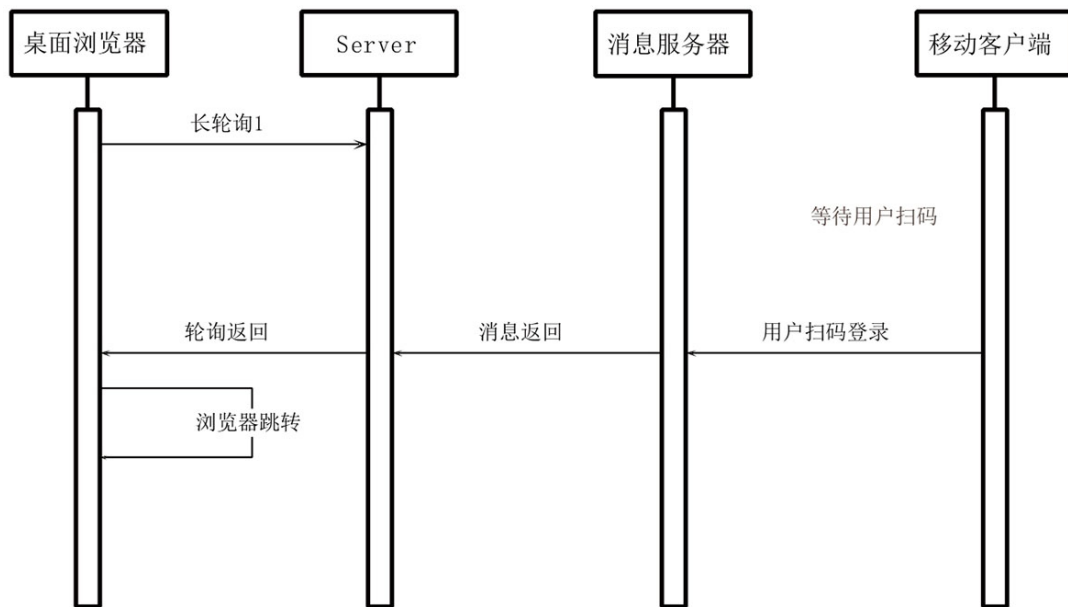 桌面浏览器
Server
消息服务器
移动客户端
长轮询1
等待用户扫码
轮询返回
消息返回
用户扫码登录
浏览器跳转